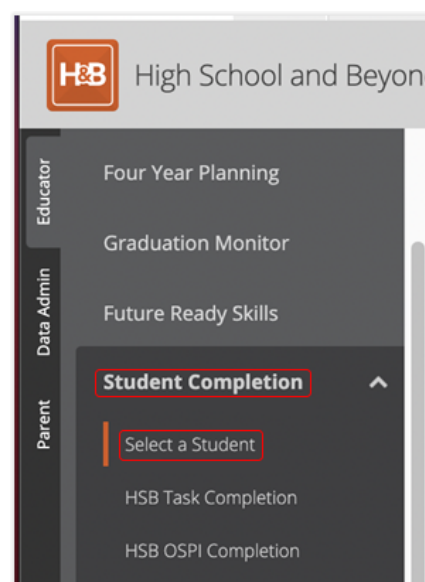 H&B High School and Beyon
Educator
Data Admin
Parent
Four Year Planning
Graduation Monitor
Future Ready Skills
Student Completion
Select a Student
HSB Task Completion
HSB OSPI Completion